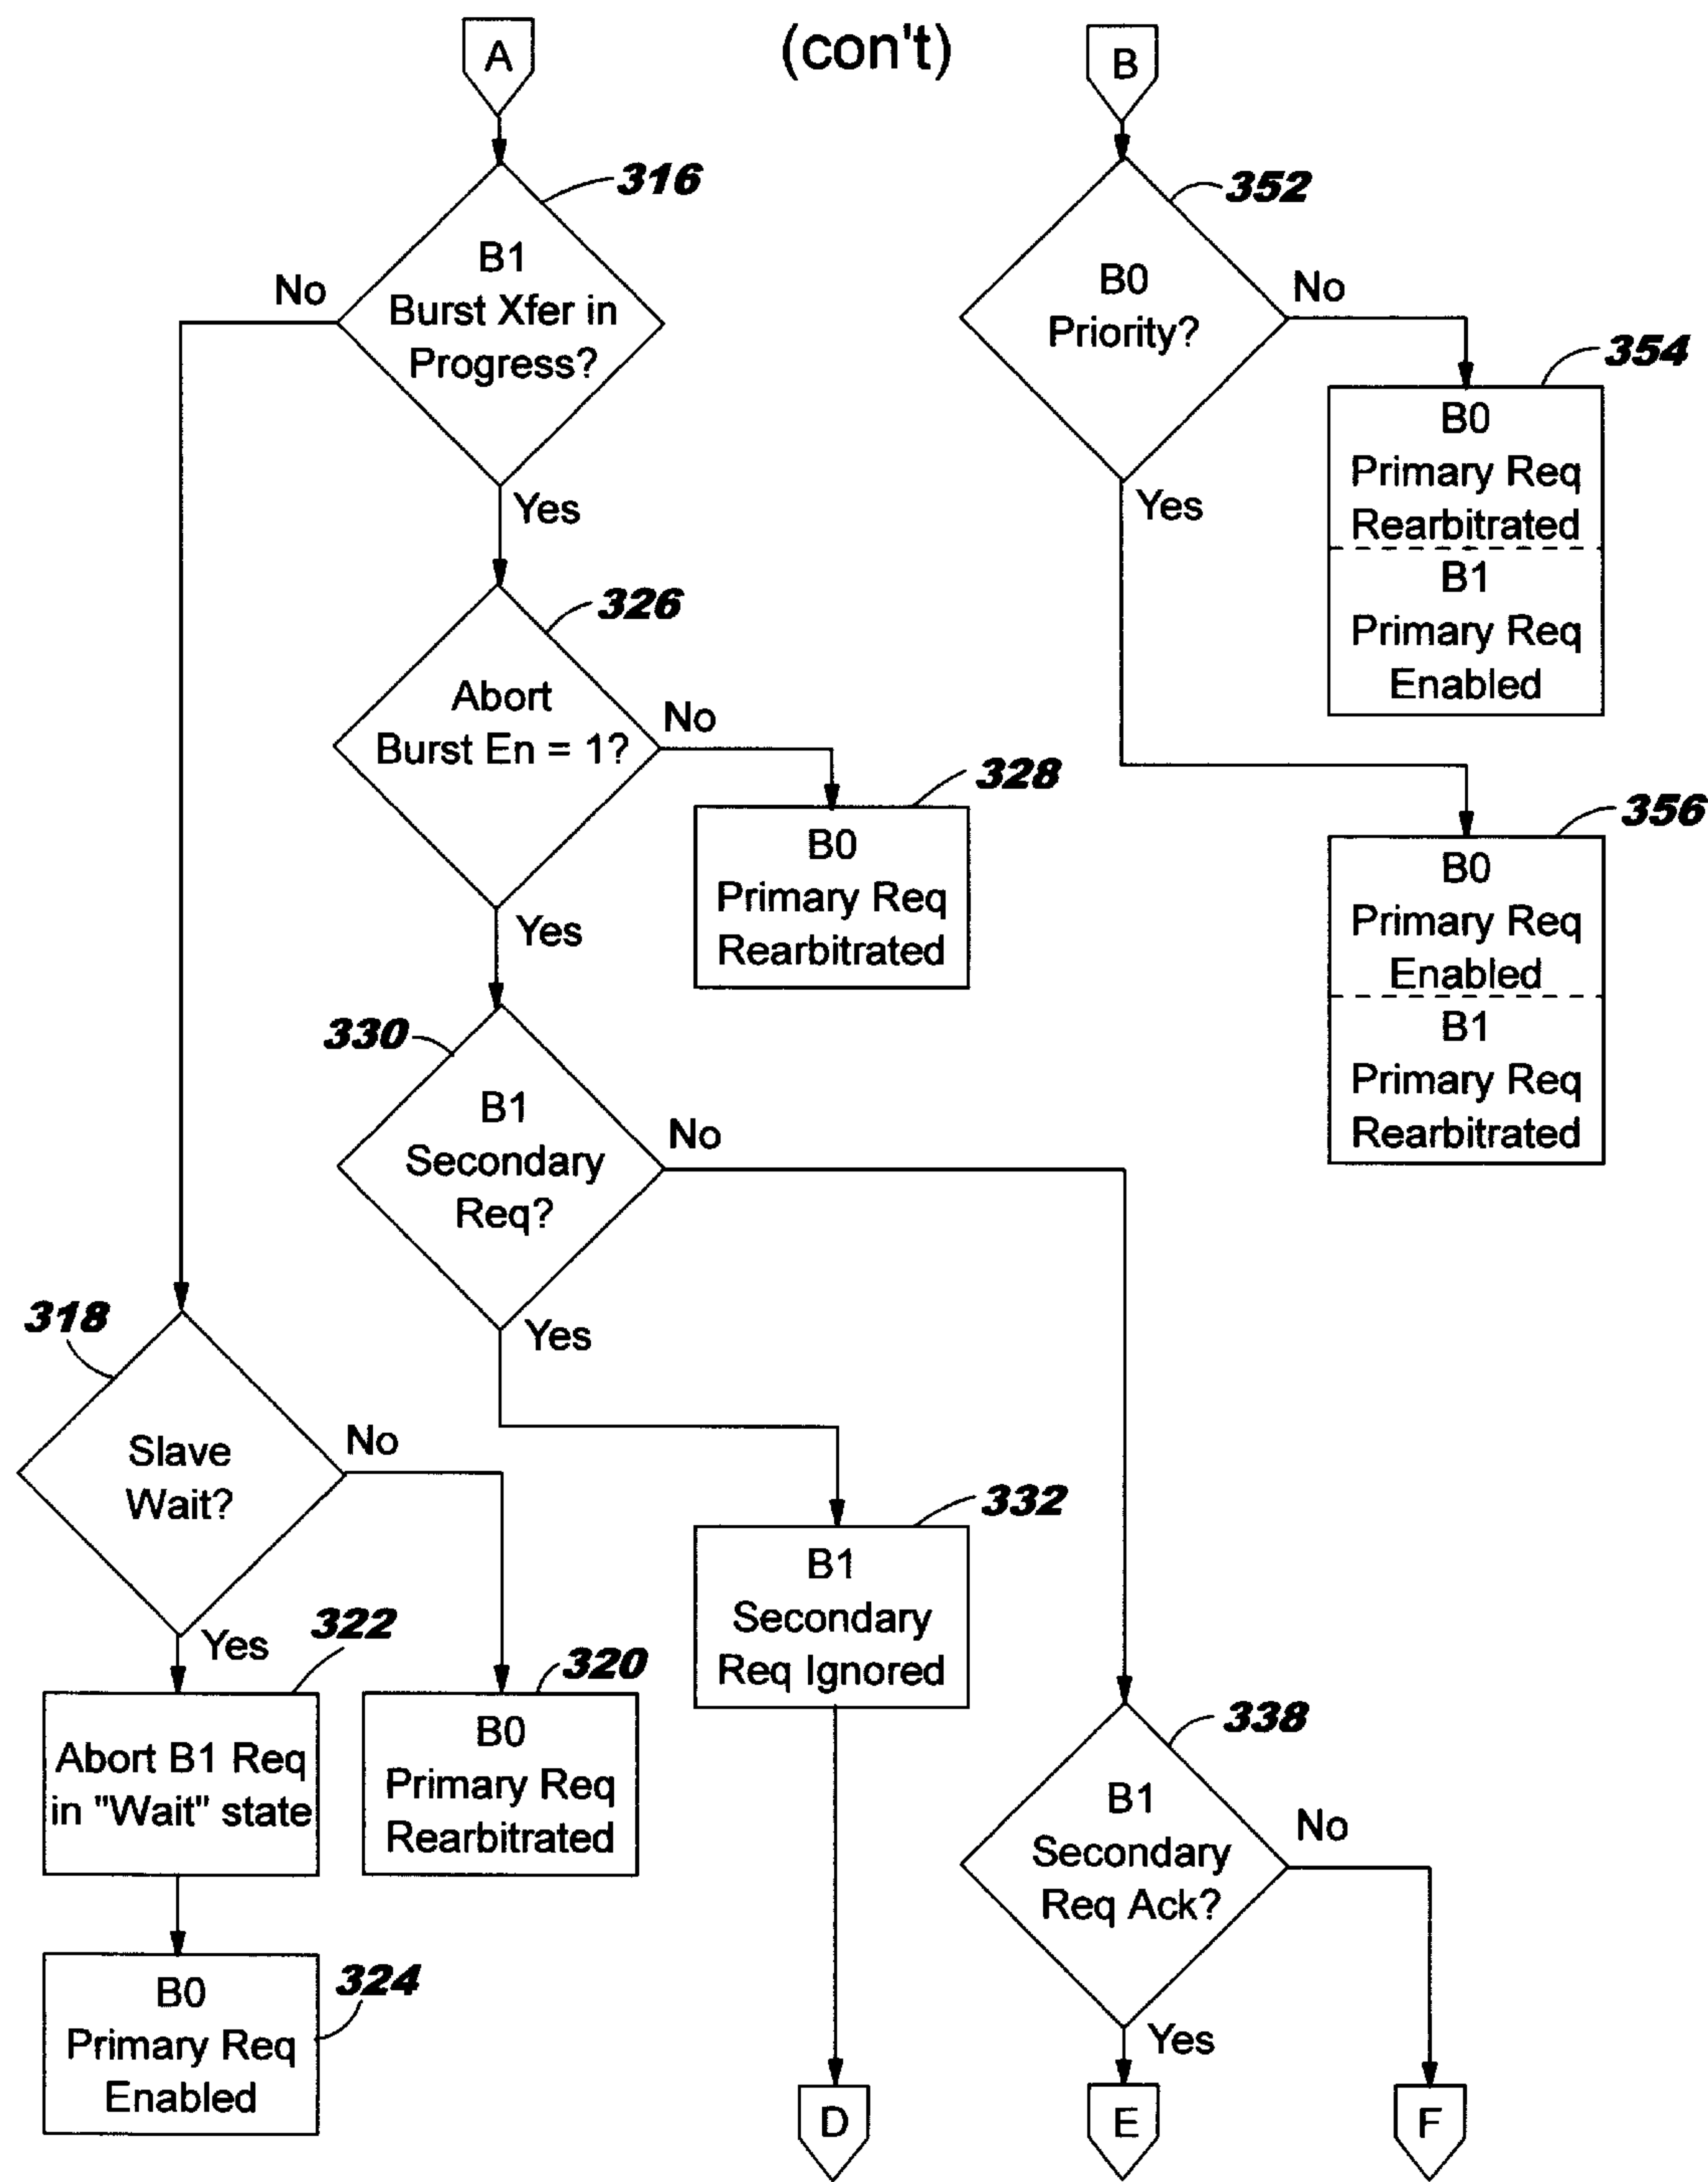 (con't)
A
B
316
B1
Burst Xfer in
Progress?
No
Yes
352
B0
Priority?
No
Yes
354
B0
Primary Req
Rearbitrated
B1
Primary Req
Enabled
326
Abort
Burst En = 1?
No
Yes
328
B0
Primary Req
Rearbitrated
356
B0
Primary Req
Enabled
B1
Primary Req
Rearbitrated
330
B1
Secondary
Req?
No
Yes
318
Slave
Wait?
No
Yes
332
B1
Secondary
Req Ignored
322
Abort B1 Req
in "Wait" state
320
B0
Primary Req
Rearbitrated
338
B1
Secondary
Req Ack?
No
Yes
324
B0
Primary Req
Enabled
D
E
F